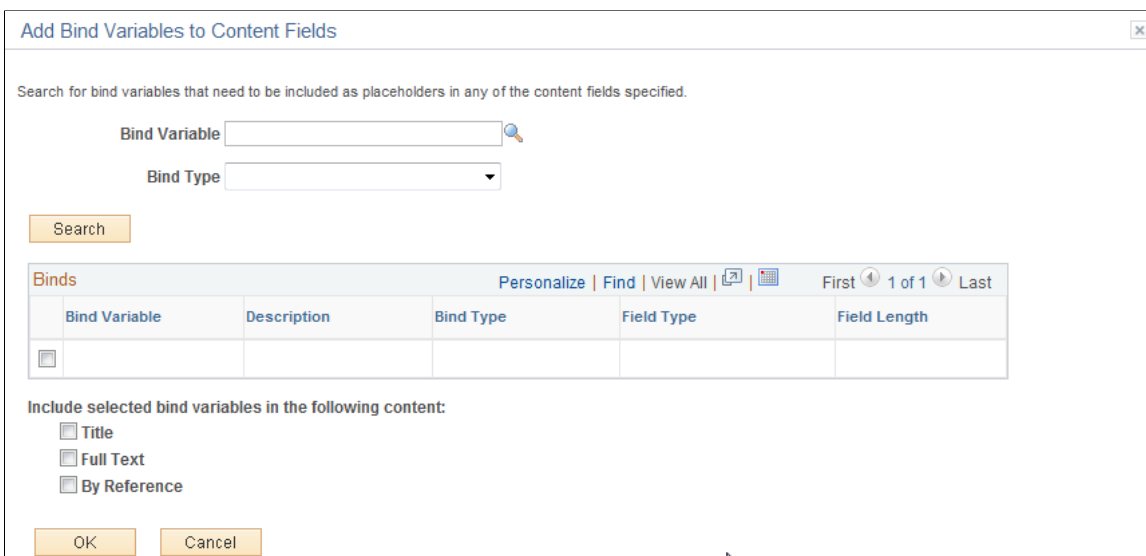 Add Bind Variables to Content Fields
Search for bind variables that need to be included as placeholders in any of the content fields specified.
Bind Variable
Bind Type
Search
Binds Personalize | Find | View All | | First 1 of 1 Last
Bind Variable Description Bind Type Field Type Field Length
Include selected bind variables in the following content:
Title
Full Text
By Reference
OK Cancel